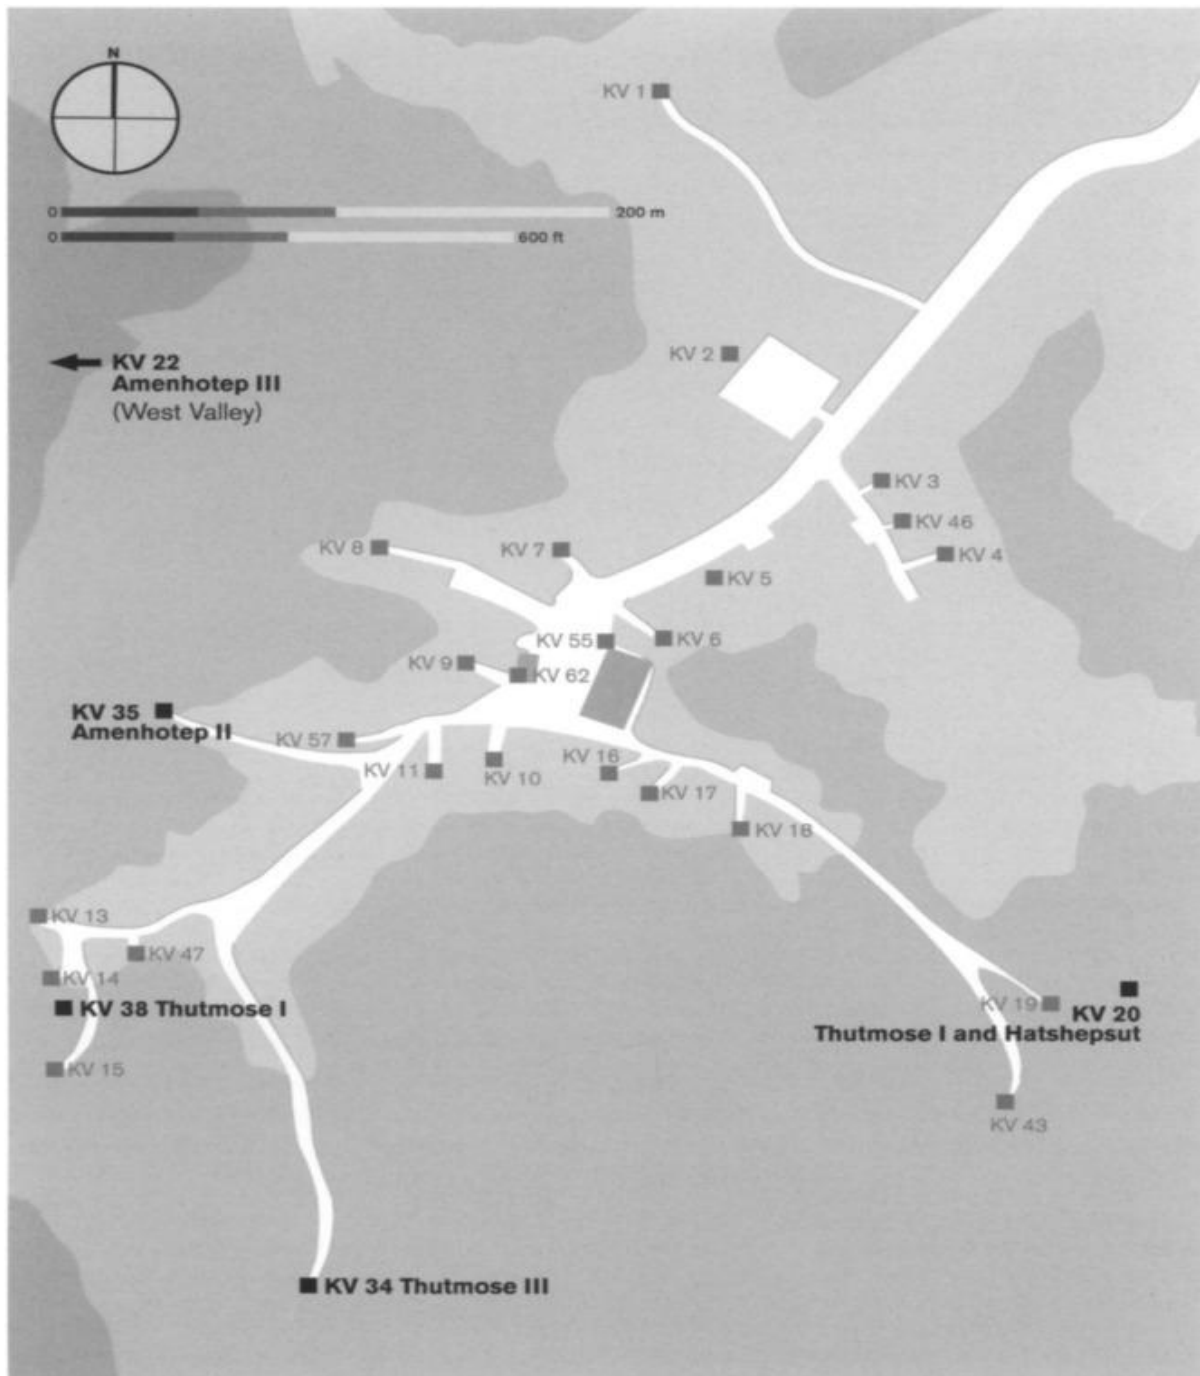 N
KV 1
0 200 m
0 600 ft
KV 2
KV 22
Amenhotep III
(West Valley)
KV 3
KV 46
KV 8
KV 7
KV 4
KV 5
KV 55
KV 6
KV 9
KV 62
KV 35
Amenhotep II
KV 57
KV 16
KV 11
KV 10
KV 17
KV 18
KV 13
KV 47
KV 14
KV 38 Thutmose I
KV 19
KV 20
Thutmose I and Hatshepsut
KV 15
KV 43
KV 34 Thutmose III